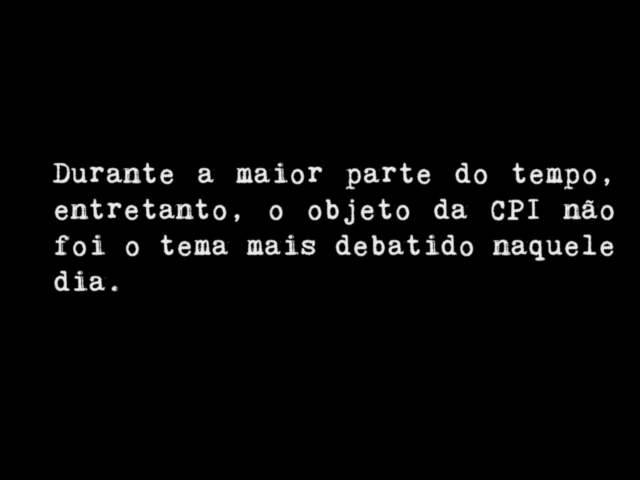 Durante a maior parte do tempo,
entretanto, o objeto da CPI não
foi o tema mais debatido naquele
dia.